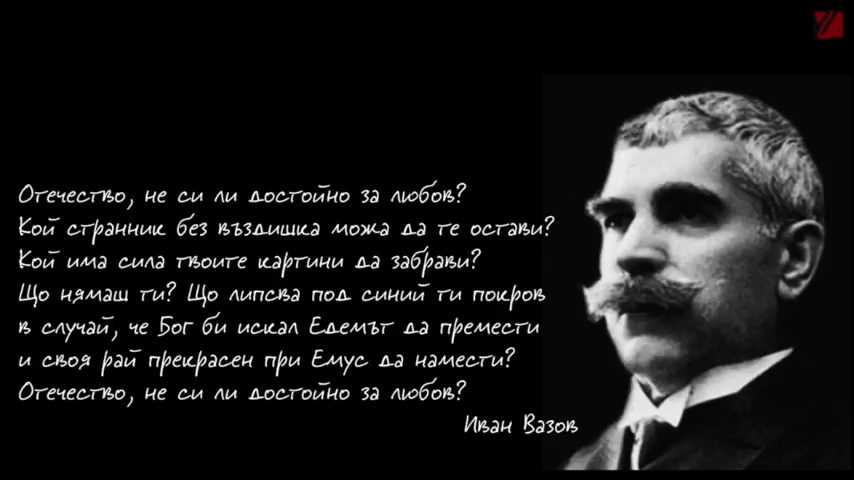 Отечество, не си ли достойно за любов?
Кой странник без въздишка можа да те остави?
Кой има сила твоите картини да забрави?
Що нямаш ти? Що липсва под синий ти покров
в случай, че Бог би искал Едемът да премести
и своя рай прекрасен при Емус да намести?
Отечество, не си ли достойно за любов?
Иван Вазов